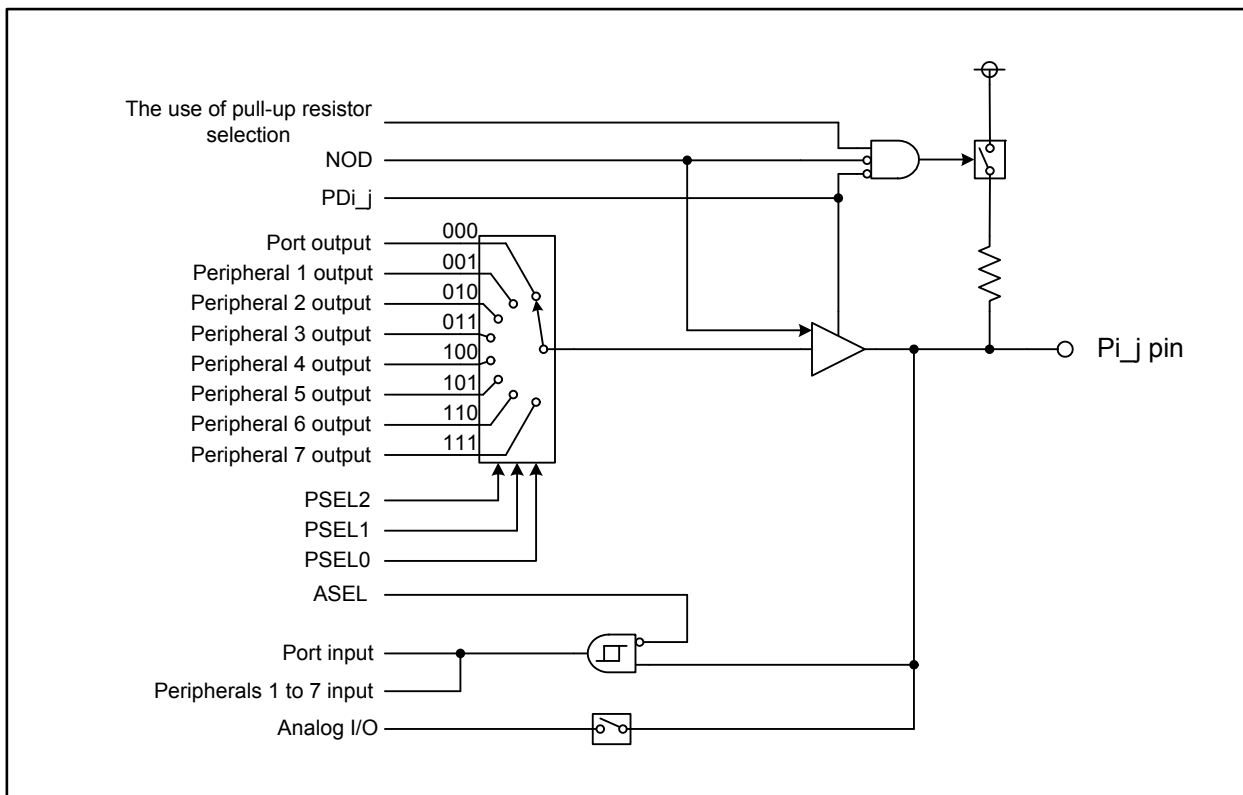 The use of pull-up resistor
selection
NOD
PDi_j
Port output 000
Peripheral 1 output 001
Peripheral 2 output 010
Peripheral 3 output 011
Peripheral 4 output 100
Peripheral 5 output 101
Peripheral 6 output 110
Peripheral 7 output 111
Pi_j pin
PSEL2
PSEL1
PSEL0
ASEL
Port input
Peripherals 1 to 7 input
Analog I/O